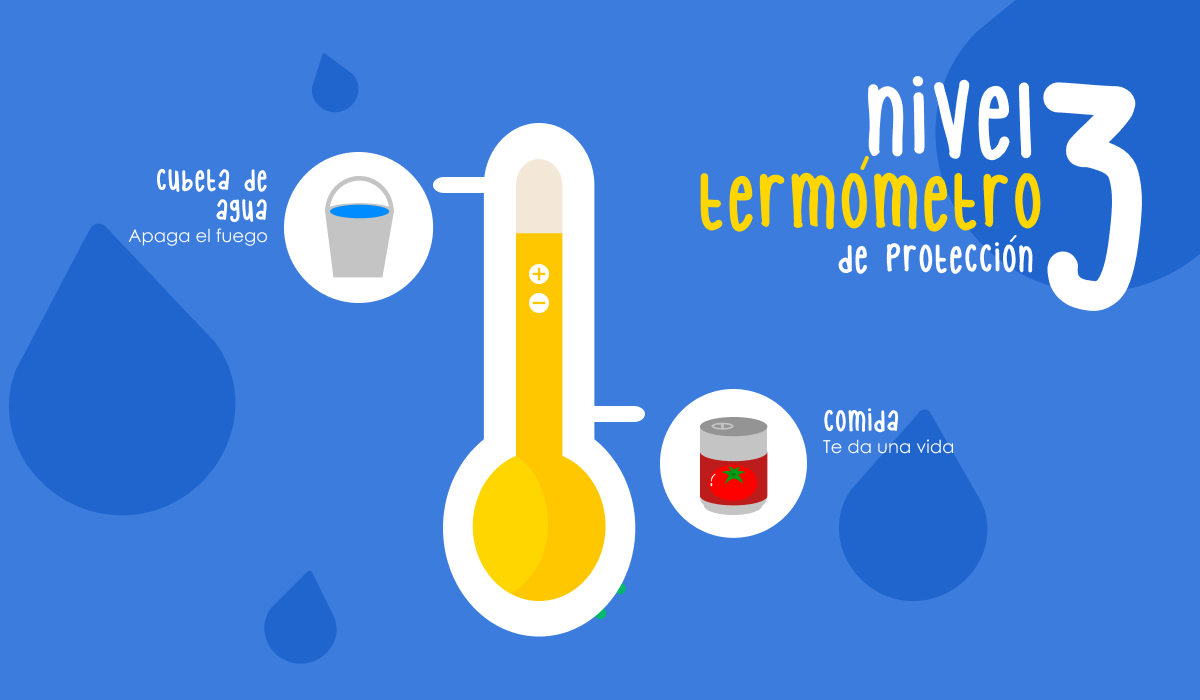 nivel 3
termómetro
de Protección
cubeta de
agua
Apaga el fuego
comida
Te da una vida